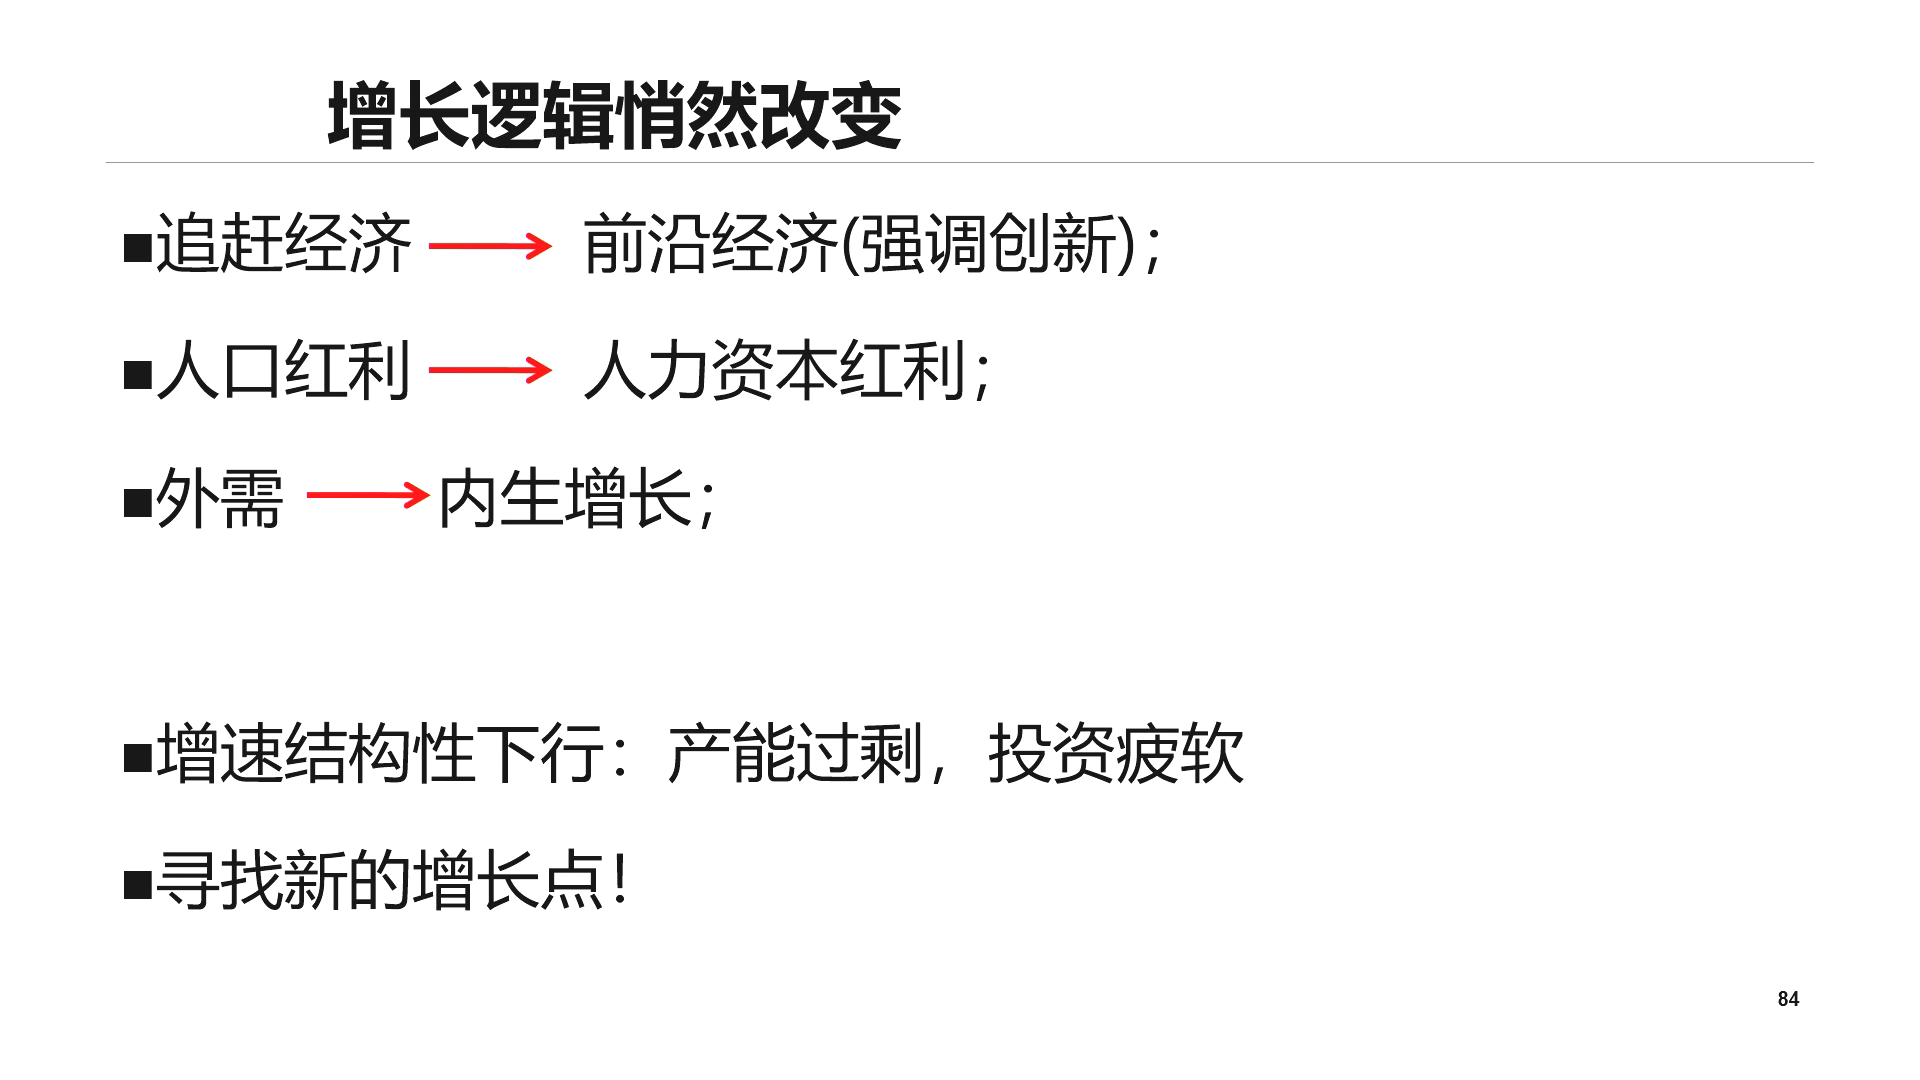 增长逻辑悄然改变
■追赶经济 → 前沿经济(强调创新)；
■人口红利 → 人力资本红利；
■外需 → 内生增长；
■增速结构性下行：产能过剩，投资疲软
■寻找新的增长点！
84